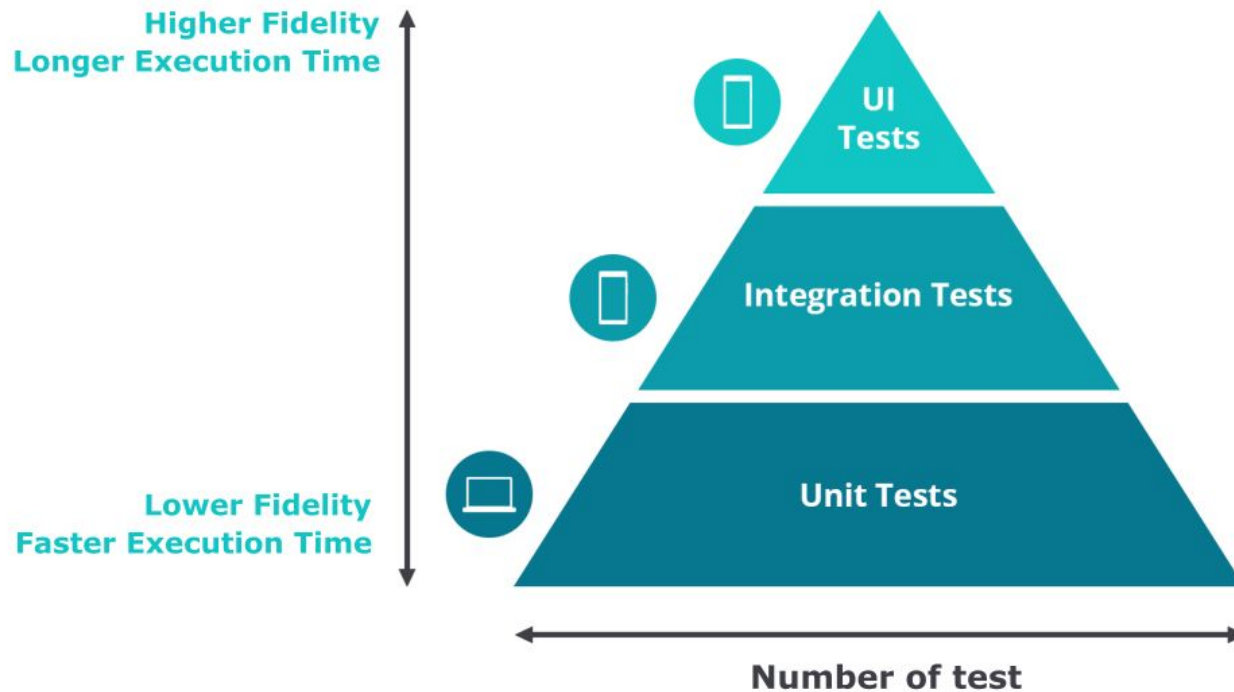 Higher Fidelity
Longer Execution Time
UI
Tests
Integration Tests
Unit Tests
Lower Fidelity
Faster Execution Time
Number of test